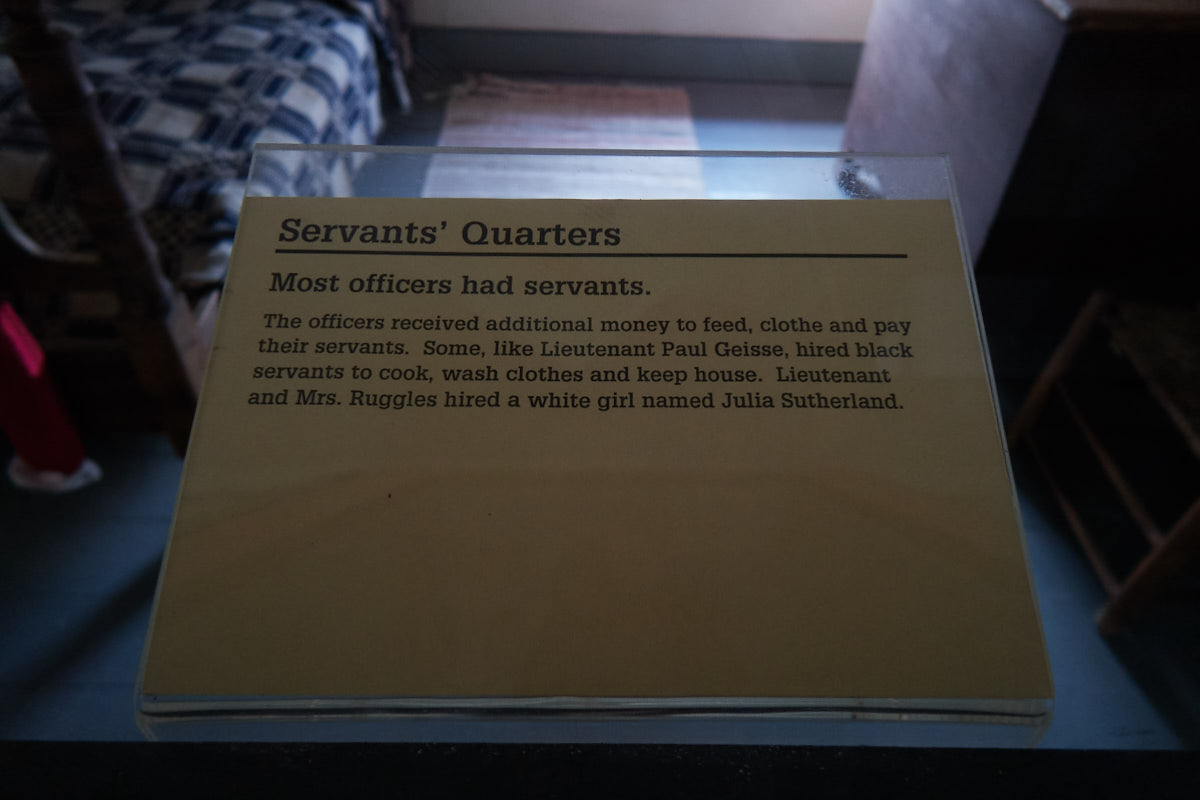 Servants’ Quarters
Most officers had servants.
The officers received additional money to feed, clothe and pay
their servants.  Some, like Lieutenant Paul Geisse, hired black
servants to cook, wash clothes and keep house.  Lieutenant
and Mrs. Ruggles hired a white girl named Julia Sutherland.